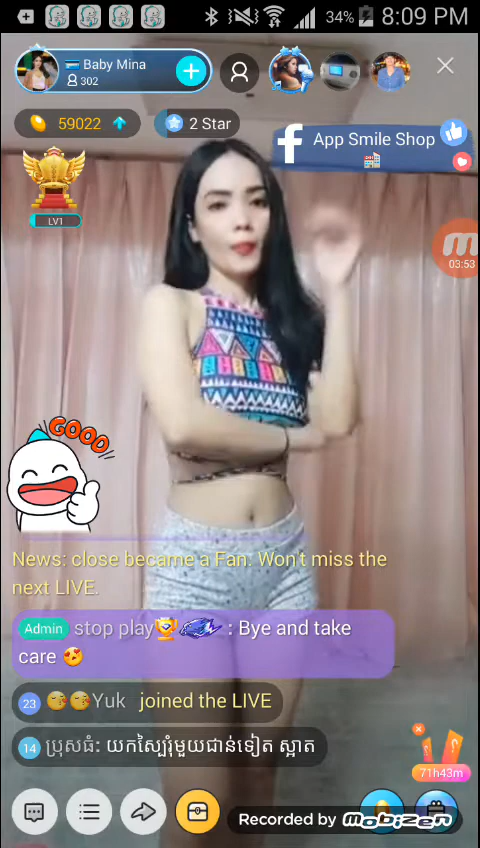 34% 8:09 PM
Baby Mina
302
59022
2 Star
App Smile Shop
LV1
03:53
GOOD
News: close became a Fan. Won't miss the
next LIVE.
Admin stop play : Bye and take
care
23 Yuk joined the LIVE
14 ប្រុសធំ: យកស្បៃរុំមួយជាន់ទៀត ស្អាត
71h43m
Recorded by MOBIZEN